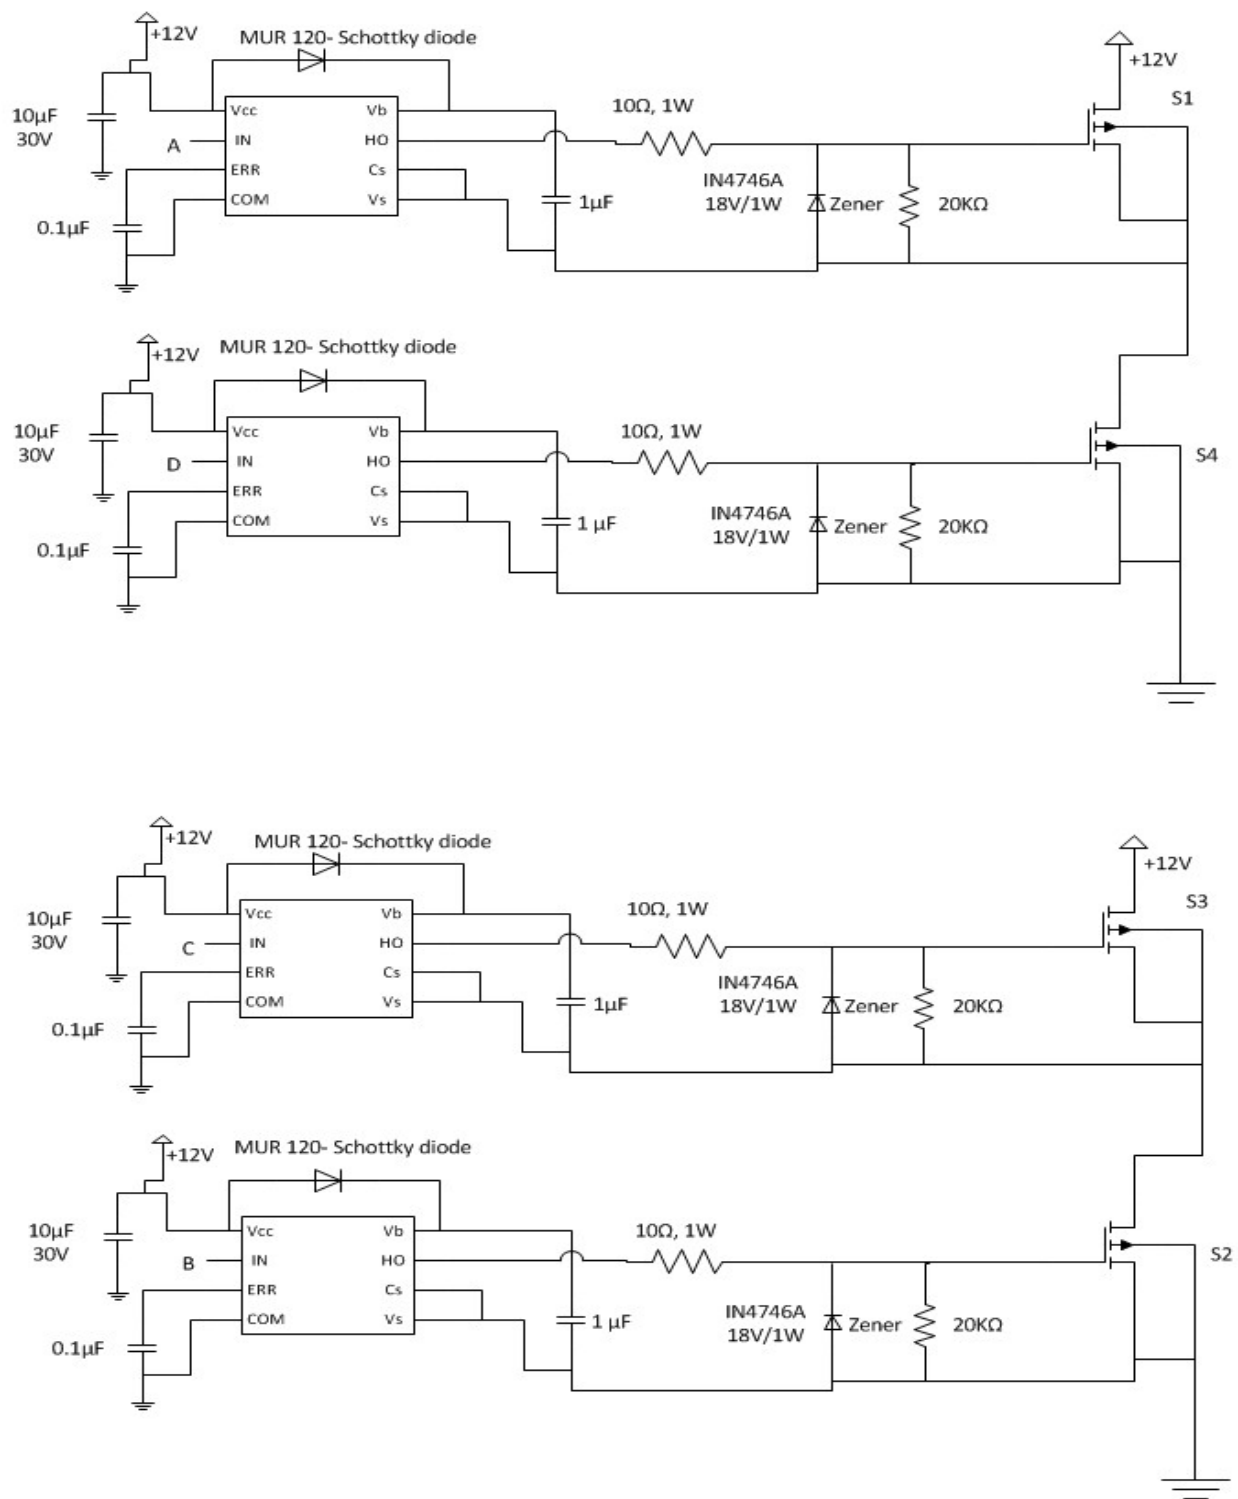 +12V
MUR 120- Schottky diode
+12V
10µF
30V
Vcc
Vb
10Ω, 1W
S1
A
IN
HO
ERR
Cs
IN4746A
18V/1W
Zener
20KΩ
COM
Vs
1µF
0.1µF
+12V
MUR 120- Schottky diode
10µF
30V
Vcc
Vb
10Ω, 1W
D
IN
HO
S4
ERR
Cs
IN4746A
18V/1W
Zener
20KΩ
COM
Vs
1 µF
0.1µF
+12V
MUR 120- Schottky diode
+12V
10µF
30V
Vcc
Vb
10Ω, 1W
S3
C
IN
HO
ERR
Cs
IN4746A
18V/1W
Zener
20KΩ
COM
Vs
1µF
0.1µF
+12V
MUR 120- Schottky diode
10µF
30V
Vcc
Vb
10Ω, 1W
B
IN
HO
S2
ERR
Cs
IN4746A
18V/1W
Zener
20KΩ
COM
Vs
1 µF
0.1µF